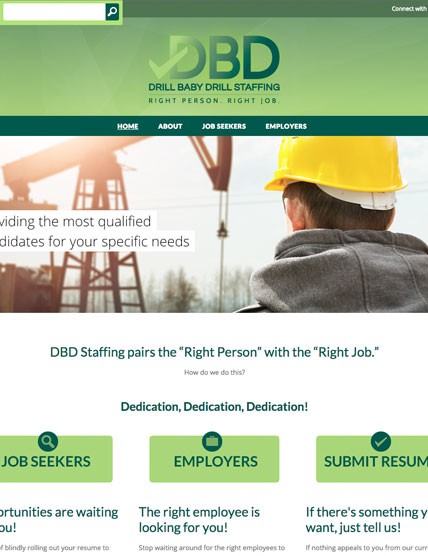 Connect with
DBD
DRILL BABY DRILL STAFFING
RIGHT PERSON. RIGHT JOB.
HOME ABOUT JOB SEEKERS EMPLOYERS
viding the most qualified
didates for your specific needs
DBD Staffing pairs the “Right Person” with the “Right Job.”
How do we do this?
Dedication, Dedication, Dedication!
JOB SEEKERS
EMPLOYERS
SUBMIT RESUM
ortunities are waiting
ou!
The right employee is
looking for you!
If there's something y
want, just tell us!
of blindly rolling out your resume to
Stop waiting around for the right employees to
If nothing appeals to you from our curre